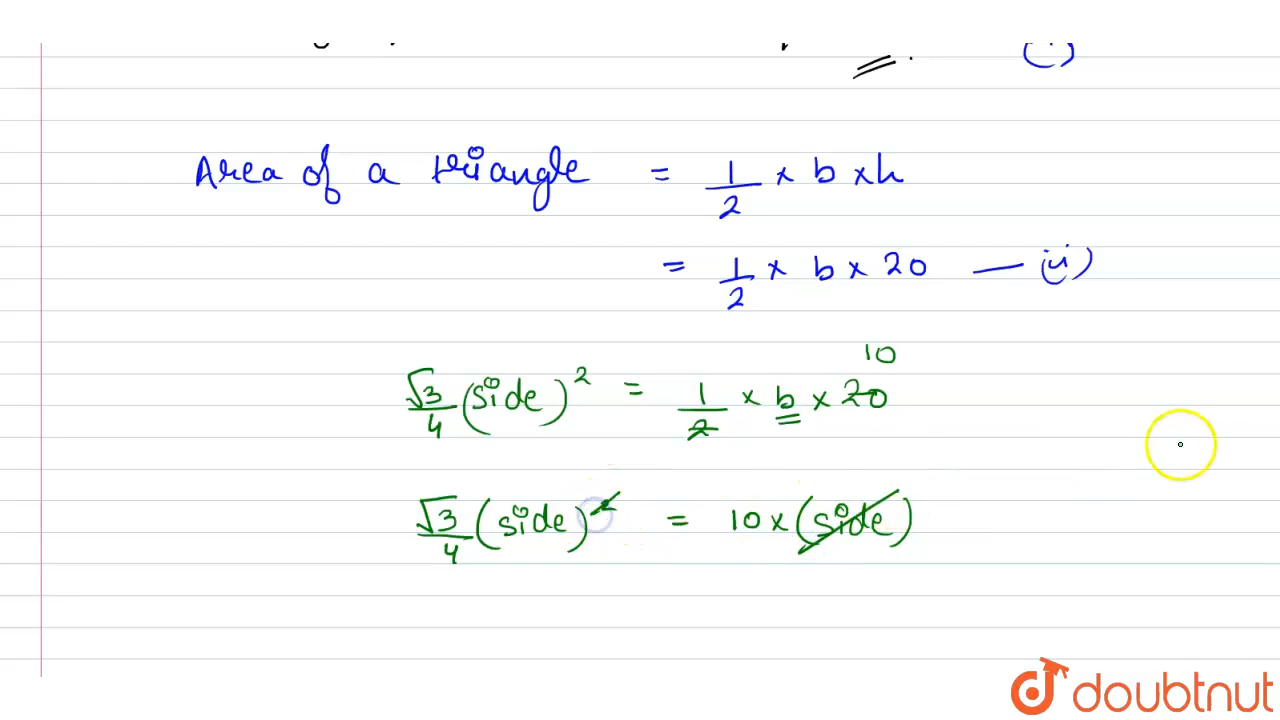 Area of a triangle = 1/2 × b × h
= 1/2 × b × 20 — (ii)
10
√3/4 (side)² = 1/2 × b × 20
√3/4 (side)² = 10 × (side)
doubtnut